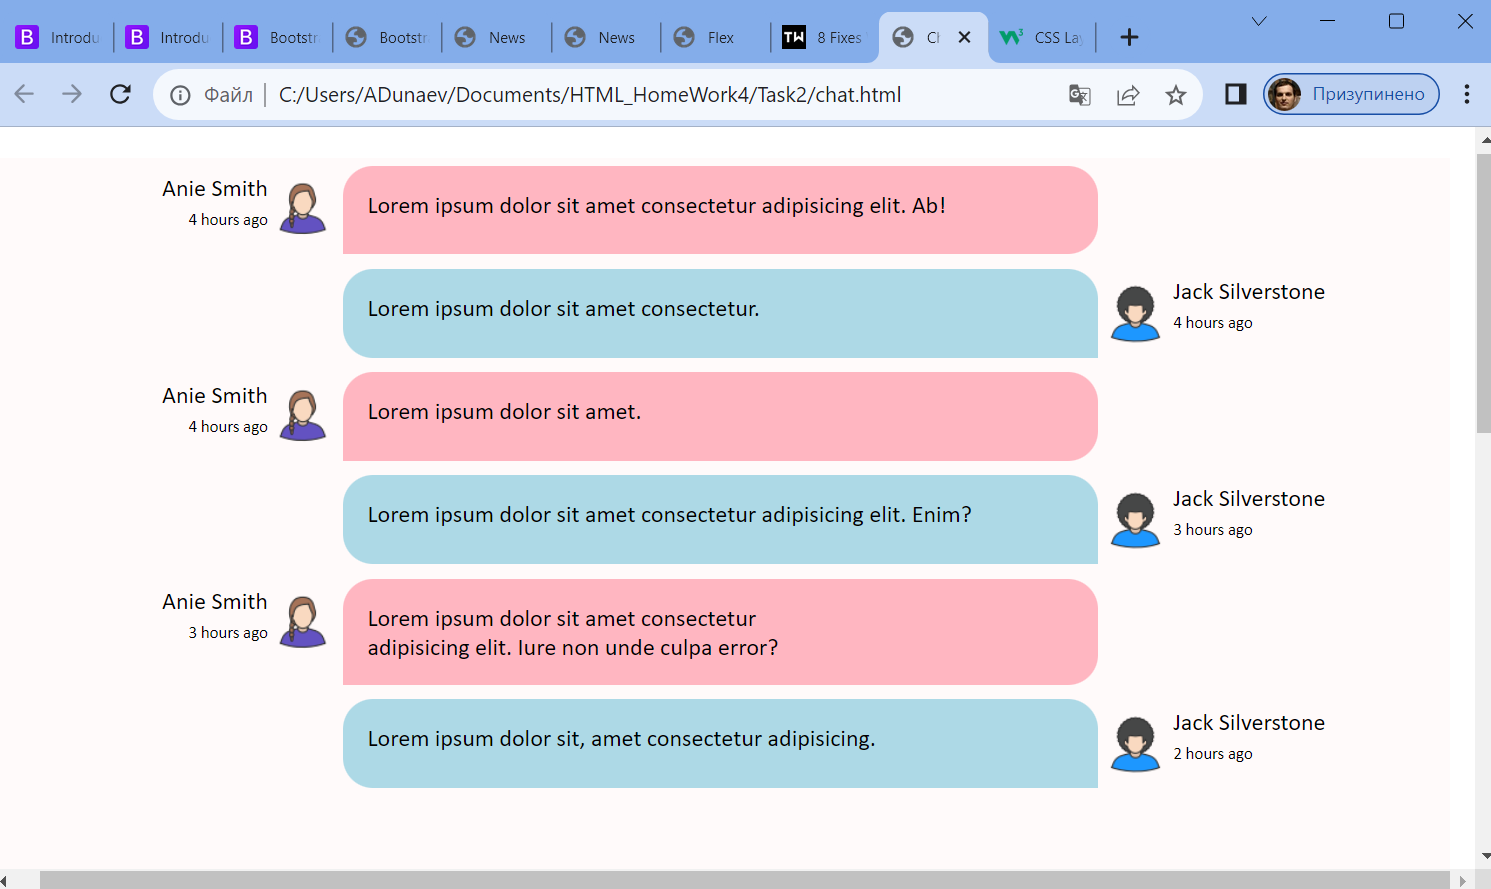 Introdu
Introdu
Bootstr
Bootstr
News
News
Flex
8 Fixes
Ch
CSS Lay
Файл
C:/Users/ADunaev/Documents/HTML_HomeWork4/Task2/chat.html
Призупинено
Anie Smith
4 hours ago
Lorem ipsum dolor sit amet consectetur adipisicing elit. Ab!
Lorem ipsum dolor sit amet consectetur.
Jack Silverstone
4 hours ago
Anie Smith
4 hours ago
Lorem ipsum dolor sit amet.
Lorem ipsum dolor sit amet consectetur adipisicing elit. Enim?
Jack Silverstone
3 hours ago
Anie Smith
3 hours ago
Lorem ipsum dolor sit amet consectetur
adipisicing elit. Iure non unde culpa error?
Lorem ipsum dolor sit, amet consectetur adipisicing.
Jack Silverstone
2 hours ago